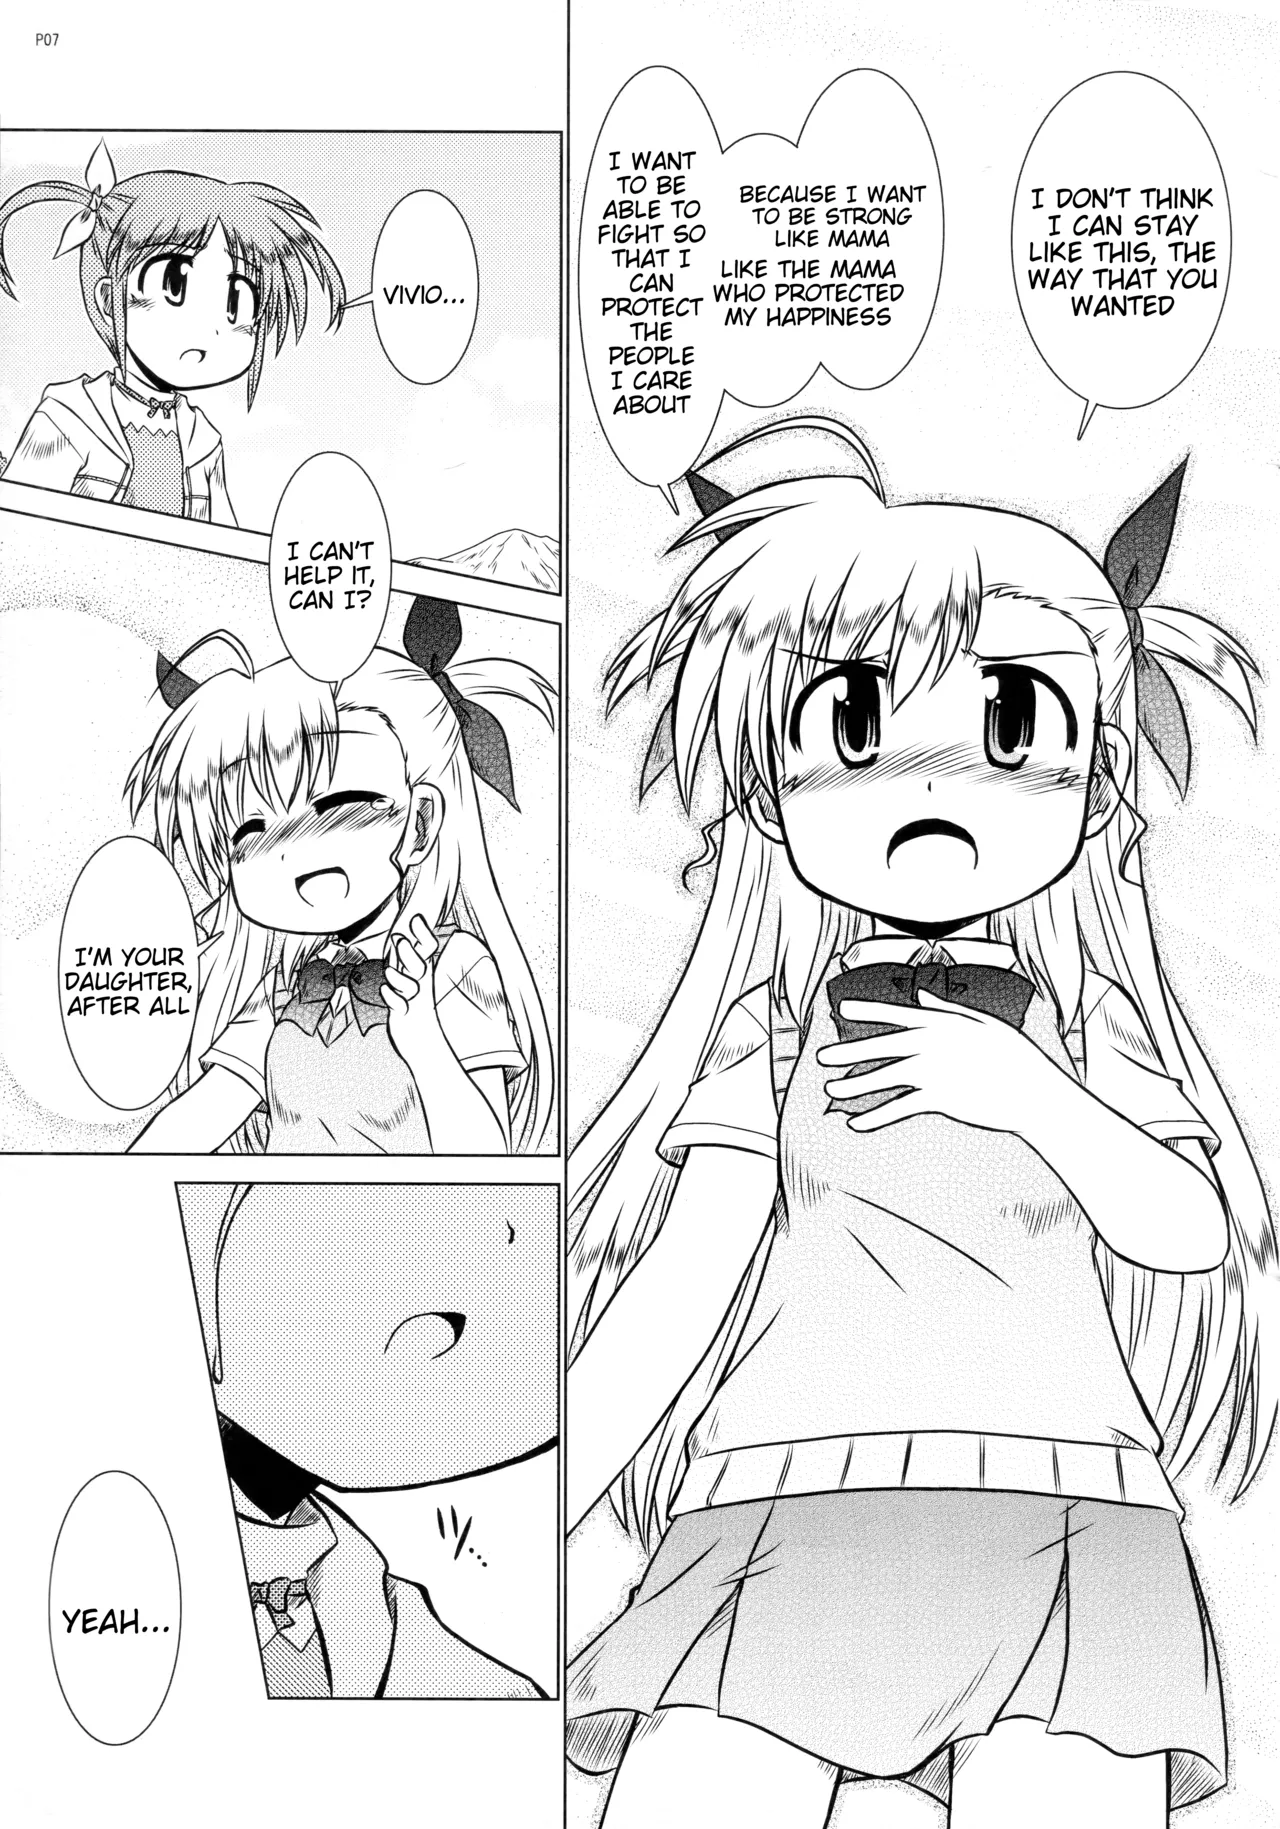 P07
I DON'T THINK
I CAN STAY
LIKE THIS, THE
WAY THAT YOU
WANTED
BECAUSE I WANT
TO BE STRONG
LIKE MAMA
LIKE THE MAMA
WHO PROTECTED
MY HAPPINESS
I WANT
TO BE
ABLE TO
FIGHT SO
THAT I
CAN
PROTECT
THE
PEOPLE
I CARE
ABOUT
VIVIO...
I CAN'T
HELP IT,
CAN I?
I'M YOUR
DAUGHTER,
AFTER ALL
YEAH...